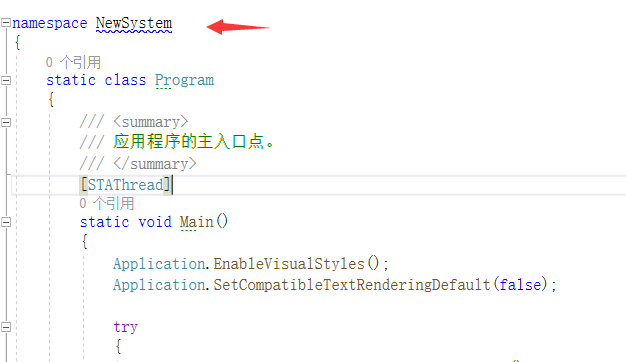 namespace NewSystem
{
0 个引用
static class Program
{
/// <summary>
/// 应用程序的主入口点。
/// </summary>
[STAThread]
0 个引用
static void Main()
{
Application.EnableVisualStyles();
Application.SetCompatibleTextRenderingDefault(false);
try
{